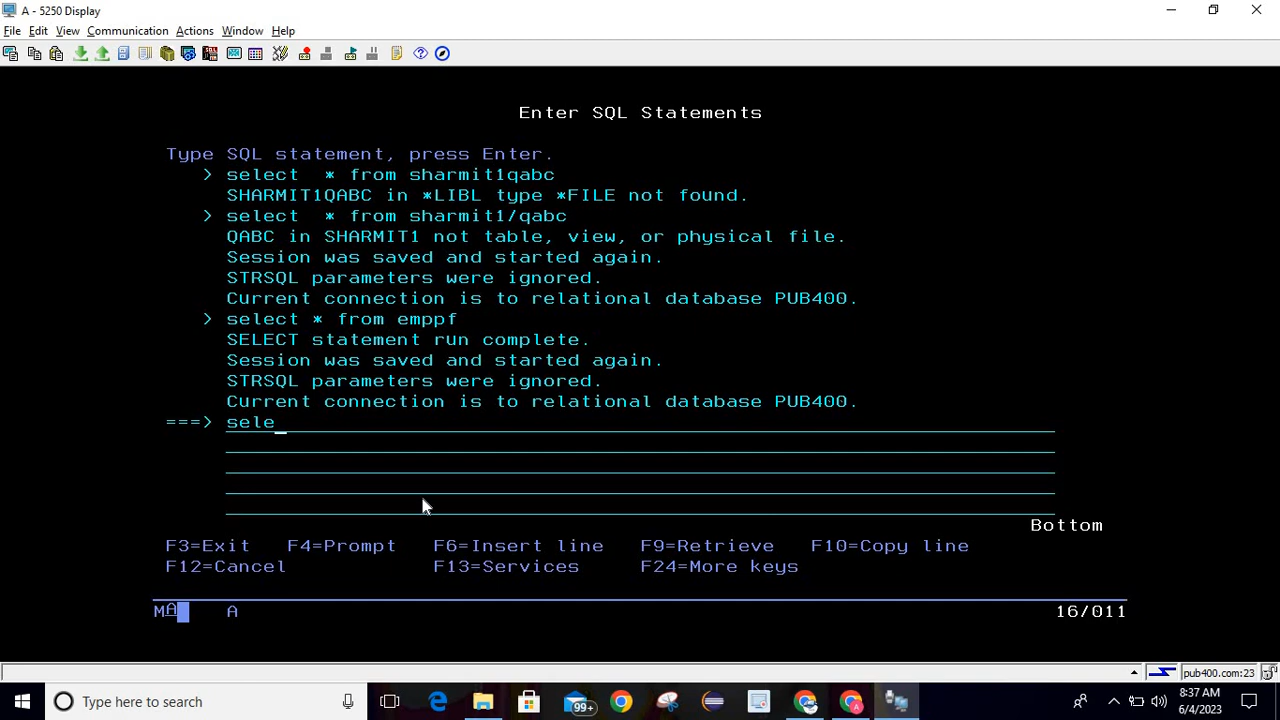 A - 5250 Display
File Edit View Communication Actions Window Help
Enter SQL Statements
Type SQL statement, press Enter.
> select  * from sharmit1qabc
SHARMIT1QABC in *LIBL type *FILE not found.
> select  * from sharmit1/qabc
QABC in SHARMIT1 not table, view, or physical file.
Session was saved and started again.
STRSQL parameters were ignored.
Current connection is to relational database PUB400.
> select * from emppf
SELECT statement run complete.
Session was saved and started again.
STRSQL parameters were ignored.
Current connection is to relational database PUB400.
===> sele_
Bottom
F3=Exit F4=Prompt F6=Insert line F9=Retrieve F10=Copy line
F12=Cancel F13=Services F24=More keys
MA A 16/011
pub400.com:23
Type here to search
99+
A
8:37 AM
6/4/2023